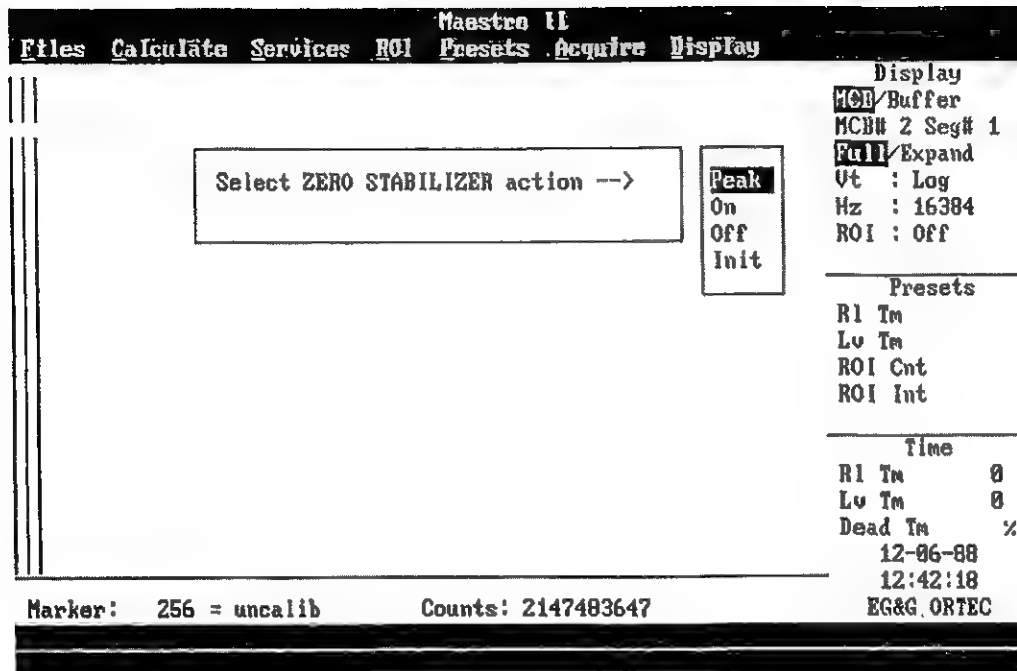 Maestro II
Files Calculate Services ROI Presets Acquire Display
Display
MCB/Buffer
MCB# 2 Seg# 1
Full/Expand
Vt : Log
Hz : 16384
ROI : Off
Select ZERO STABILIZER action -->
Peak
On
Off
Init
Presets
Rl Tm
Lv Tm
ROI Cnt
ROI Int
Time
Rl Tm 0
Lv Tm 0
Dead Tm %
12-06-88
12:42:18
EG&G ORTEC
Marker: 256 = uncalib Counts: 2147483647